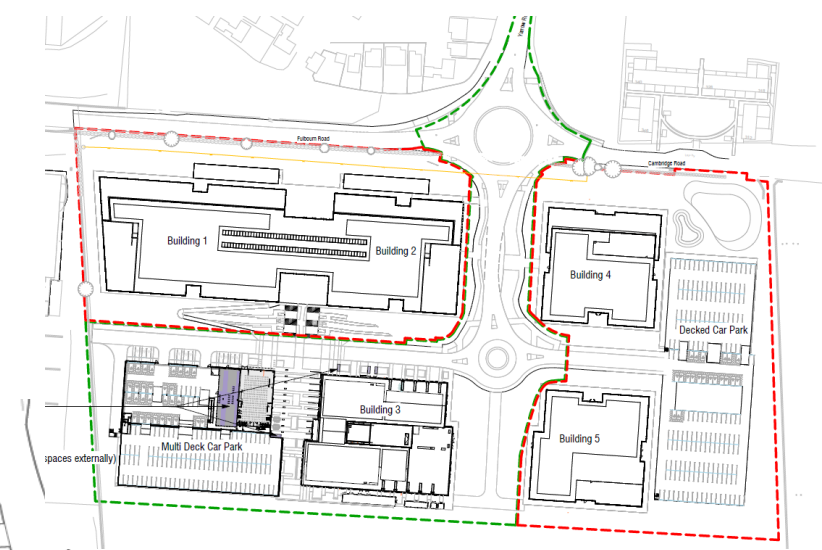 Fulbourn Road
Cambridge Road
Building 1
Building 2
Building 4
Decked Car Park
Building 3
Building 5
Multi Deck Car Park
spaces externally)